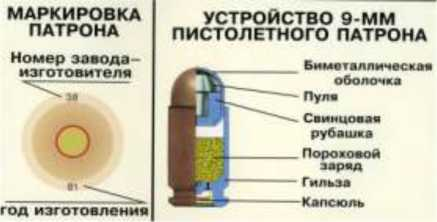 МАРКИРОВКА
ПАТРОНА
Номер завода–
изготовителя
38
81
год изготовления
УСТРОЙСТВО 9-ММ
ПИСТОЛЕТНОГО ПАТРОНА
Биметаллическая
оболочка
Пуля
Свинцовая
рубашка
Пороховой
заряд
Гильза
Капсюль